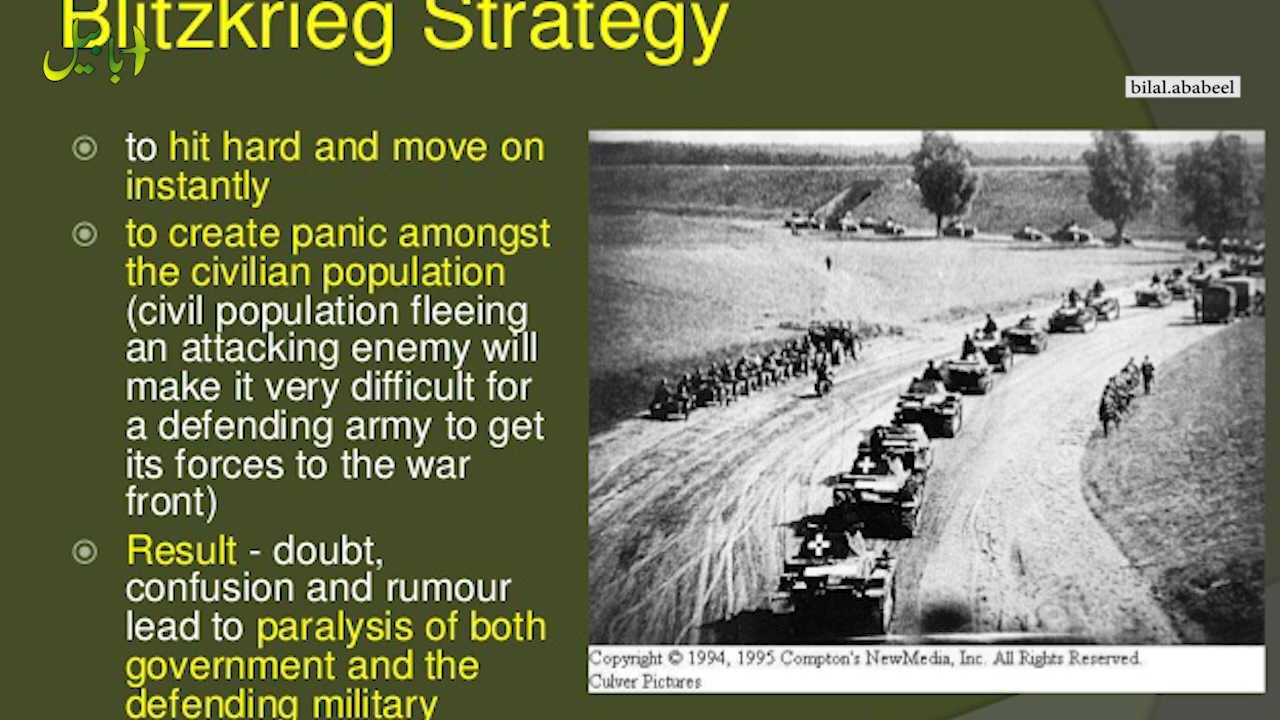 Blitzkrieg Strategy
ابابیل
bilal.ababeel
to hit hard and move on
instantly
to create panic amongst
the civilian population
(civil population fleeing
an attacking enemy will
make it very difficult for
a defending army to get
its forces to the war
front)
Result - doubt,
confusion and rumour
lead to paralysis of both
government and the
defending military
Copyright © 1994, 1995 Compton's NewMedia, Inc. All Rights Reserved.
Culver Pictures